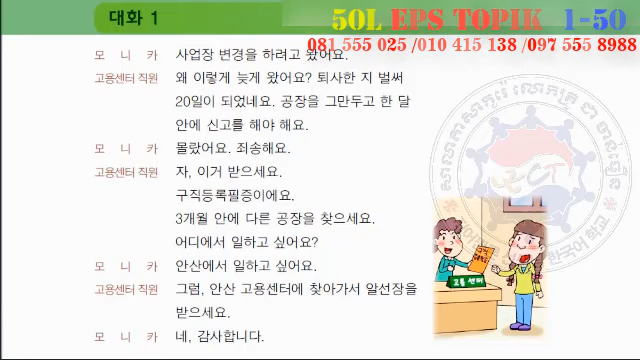 대화 1
50L EPS TOPIK 1-50
081 555 025 /010 415 138 /097 555 8988
모 니 카 사업장 변경을 하려고 왔어요.
고용센터 직원 왜 이렇게 늦게 왔어요? 퇴사한 지 벌써
20일이 되었네요. 공장을 그만두고 한 달
안에 신고를 해야 해요.
모 니 카 몰랐어요. 죄송해요.
고용센터 직원 자, 이거 받으세요.
구직등록필증이에요.
3개월 안에 다른 공장을 찾으세요.
어디에서 일하고 싶어요?
모 니 카 안산에서 일하고 싶어요.
고용센터 직원 그럼, 안산 고용센터에 찾아가서 알선장을
받으세요.
모 니 카 네, 감사합니다.
고용 센터
한국어 학교